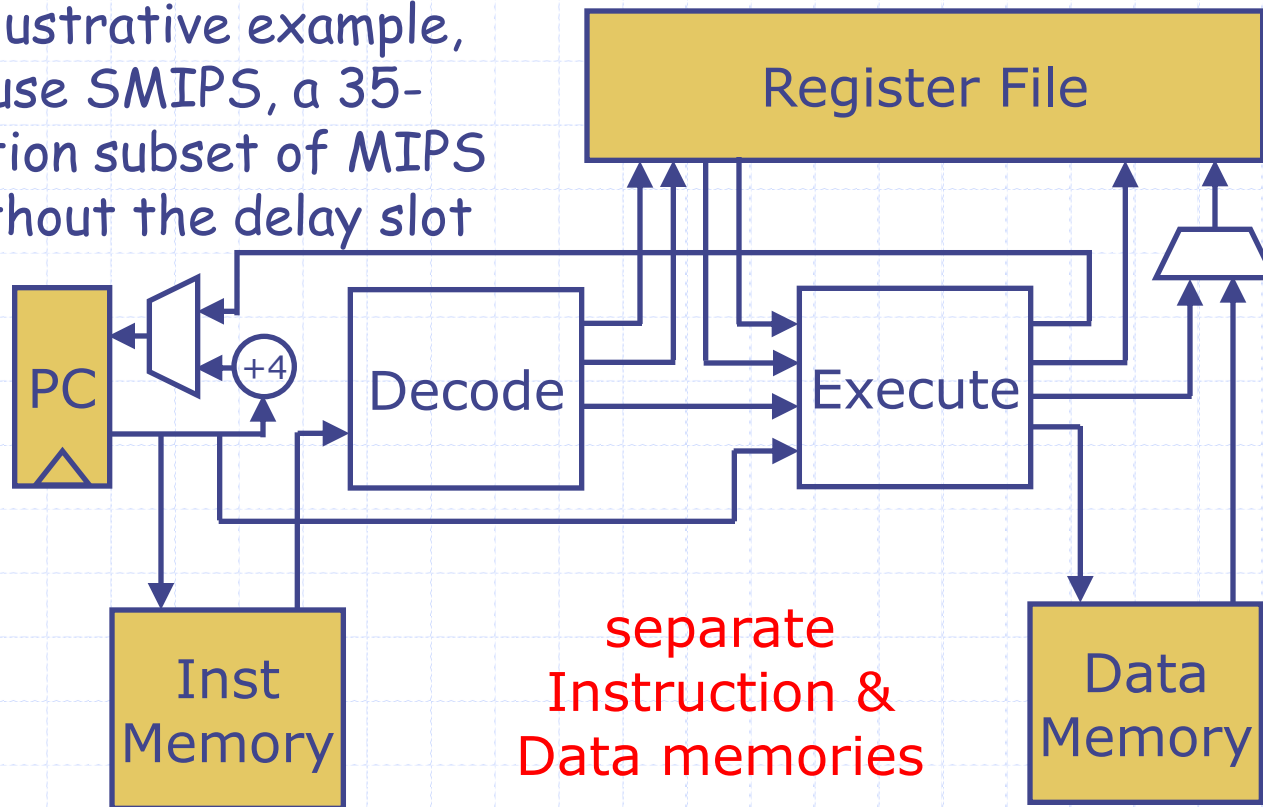 ustrative example,
use SMIPS, a 35-
tion subset of MIPS
hout the delay slot
Register File
PC
+4
Decode
Execute
Inst
Memory
separate
Instruction &
Data memories
Data
Memory